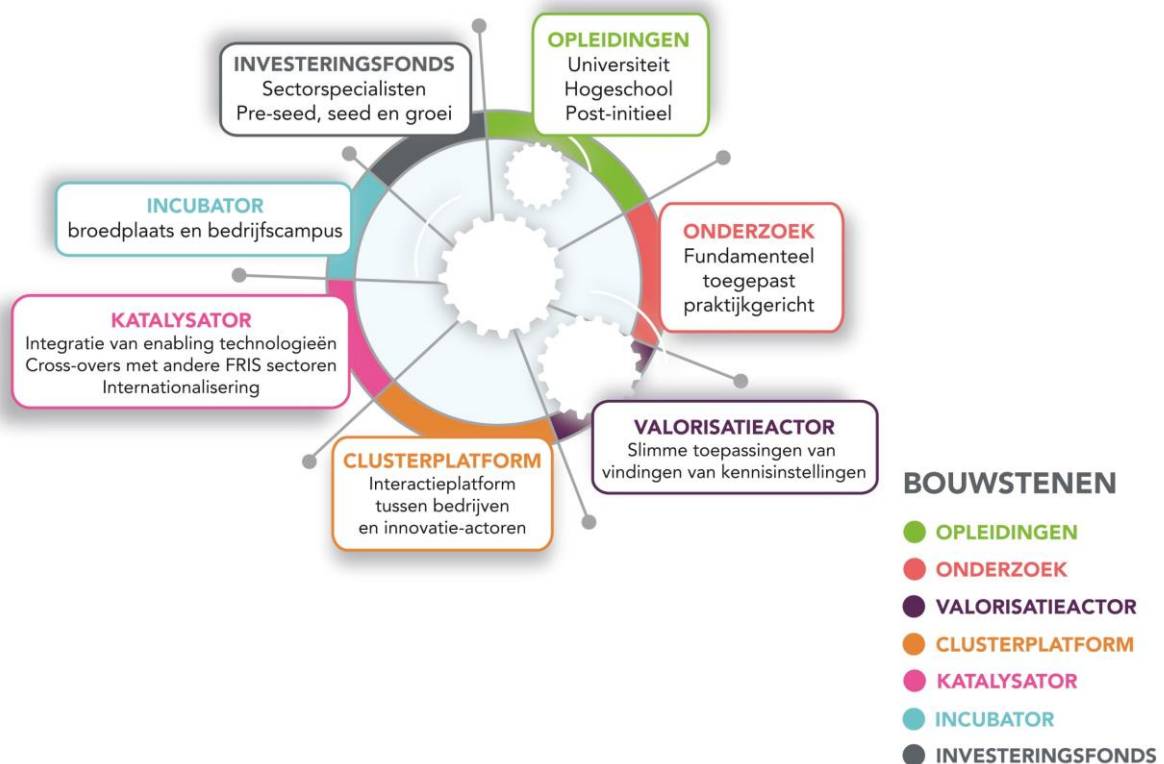 OPLEIDINGEN
Universiteit
Hogeschool
Post-initieel
INVESTERINGSFONDS
Sectorspecialisten
Pre-seed, seed en groei
INCUBATOR
broedplaats en bedrijfscampus
ONDERZOEK
Fundamenteel
toegepast
praktijkgericht
KATALYSATOR
Integratie van enabling technologieën
Cross-overs met andere FRIS sectoren
Internationalisering
VALORISATIEACTOR
Slimme toepassingen van
vindingen van kennisinstellingen
CLUSTERPLATFORM
Interactieplatform
tussen bedrijven
en innovatie-actoren
BOUWSTENEN
OPLEIDINGEN
ONDERZOEK
VALORISATIEACTOR
CLUSTERPLATFORM
KATALYSATOR
INCUBATOR
INVESTERINGSFONDS